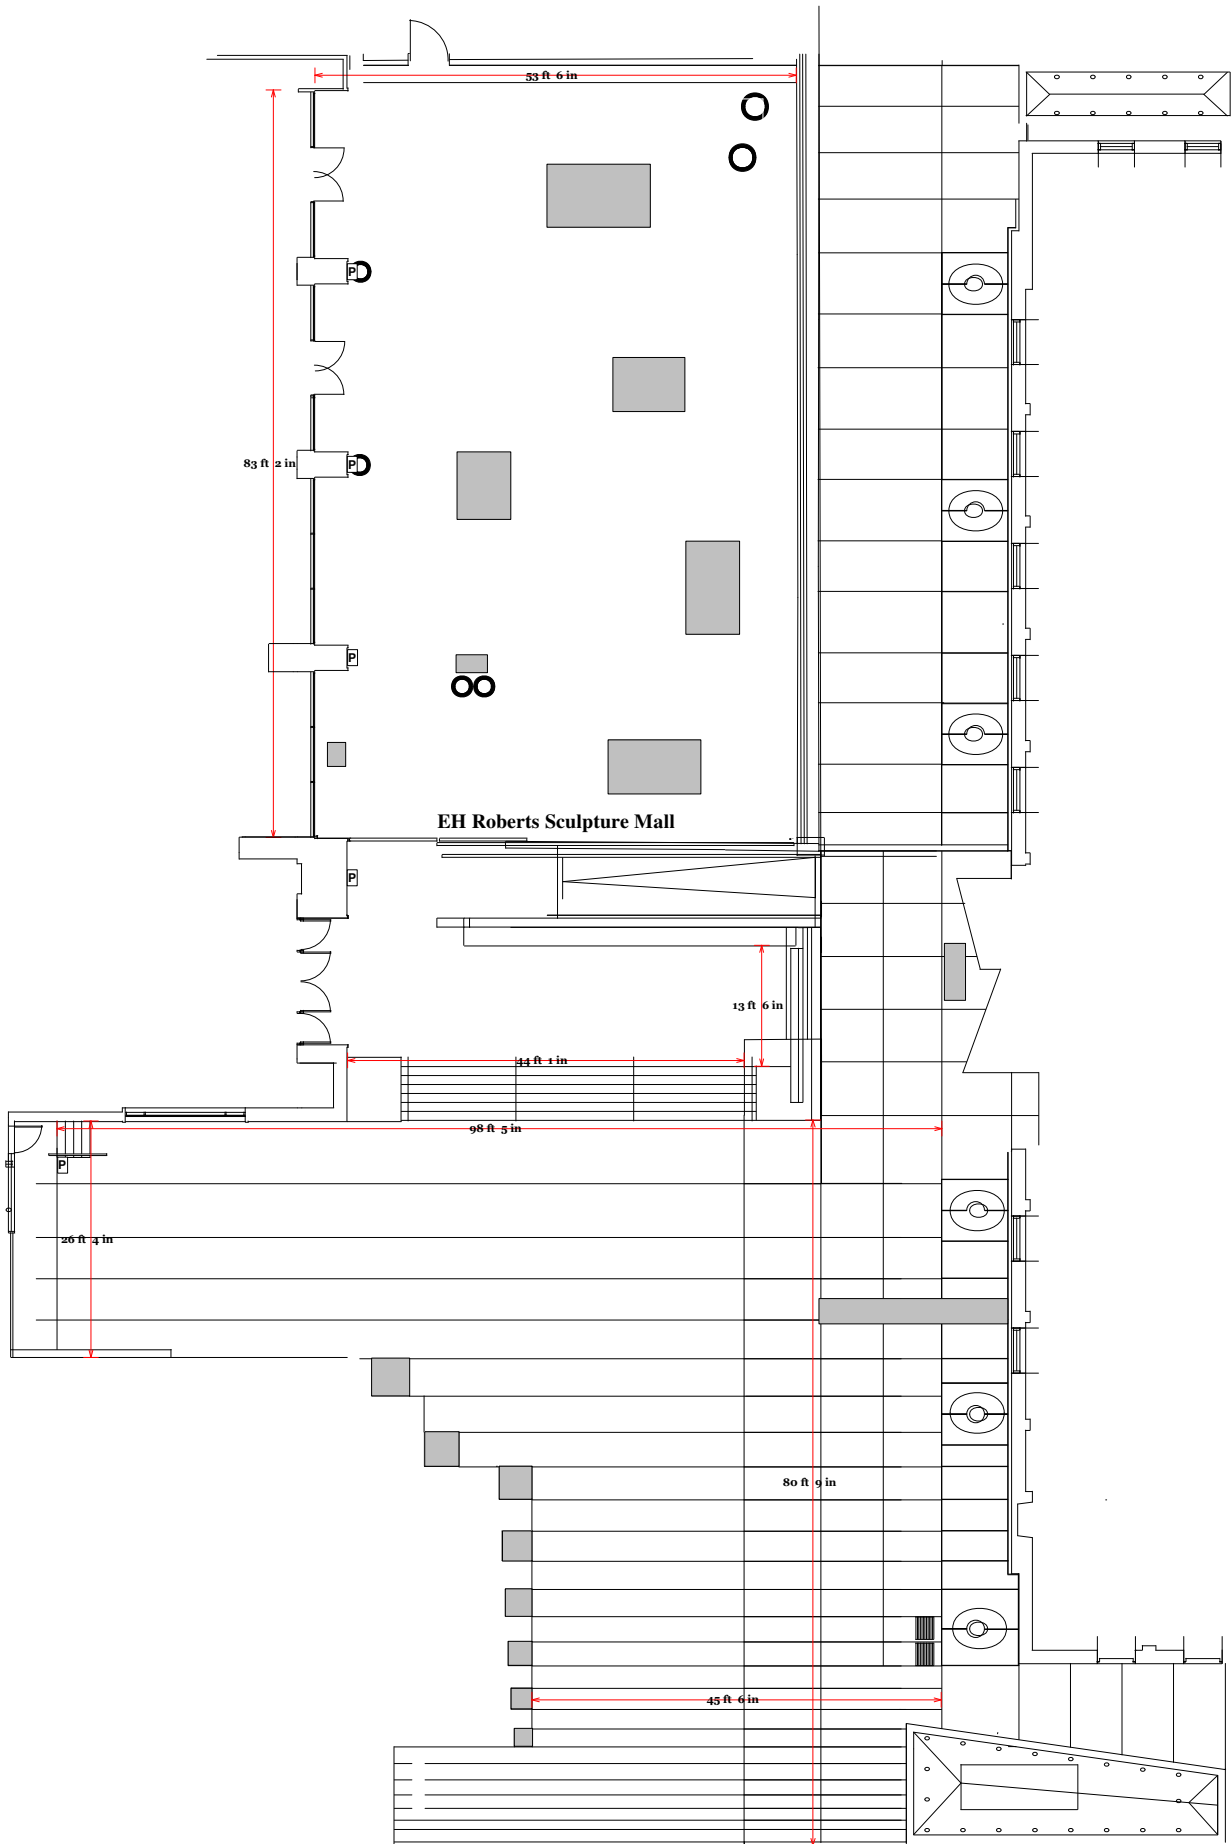 53 ft 6 in
P
83 ft 2 in
P
P
EH Roberts Sculpture Mall
P
13 ft 6 in
44 ft 1 in
98 ft 5 in
P
26 ft 4 in
80 ft 9 in
45 ft 6 in